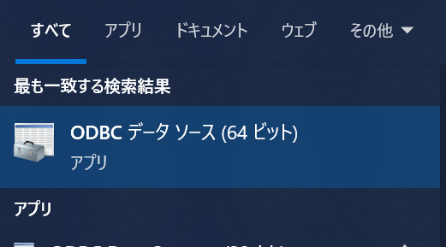 すべて アプリ ドキュメント ウェブ その他
最も一致する検索結果
ODBC データ ソース (64 ビット)
アプリ
アプリ